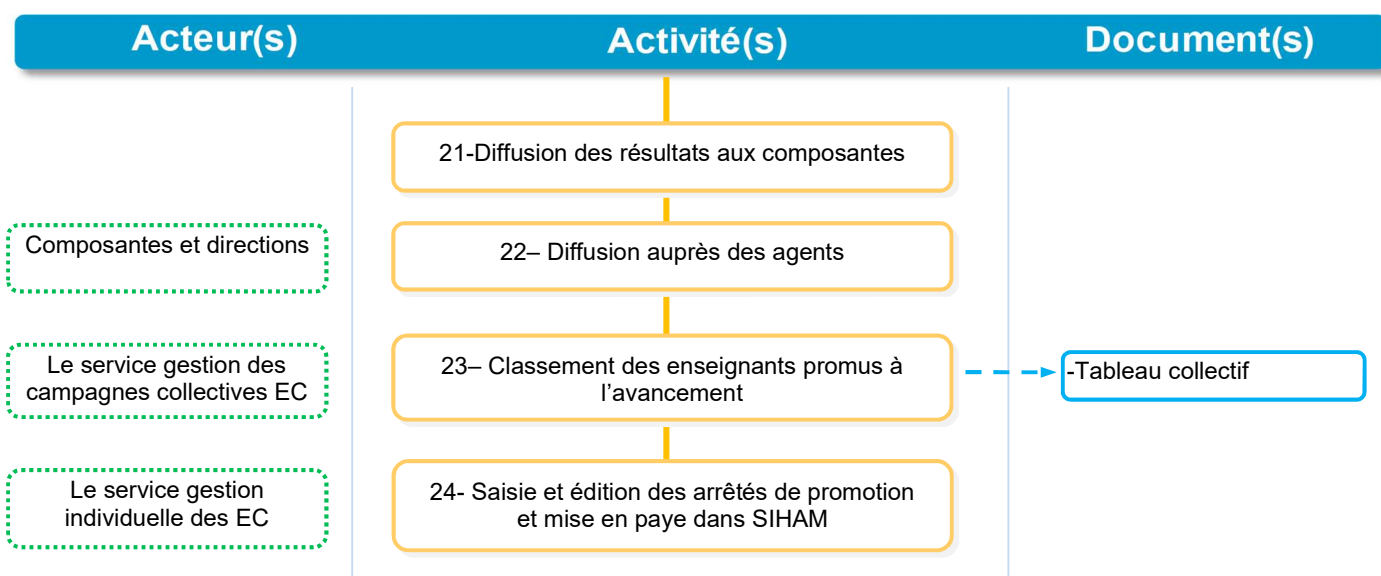 Acteur(s)
Activité(s)
Document(s)
21-Diffusion des résultats aux composantes
Composantes et directions
22– Diffusion auprès des agents
Le service gestion des
campagnes collectives EC
23– Classement des enseignants promus à
l’avancement
-Tableau collectif
Le service gestion
individuelle des EC
24- Saisie et édition des arrêtés de promotion
et mise en paye dans SIHAM